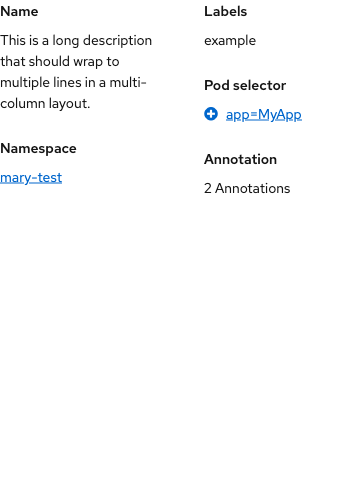 Name
This is a long description
that should wrap to
multiple lines in a multi-
column layout.
Namespace
mary-test
Labels
example
Pod selector
app=MyApp
Annotation
2 Annotations